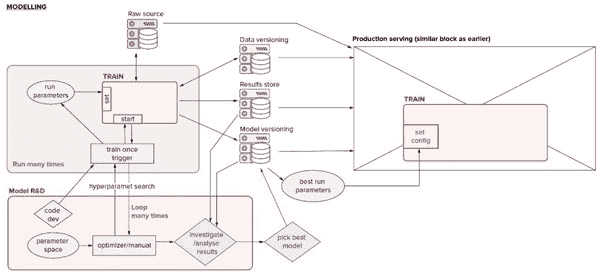 MODELLING
Raw source
Data versioning
Production serving (similar block as earlier)
TRAIN
run
parameters
set
start
Results store
TRAIN
set
config
train once
trigger
Model versioning
Run many times
hyperparamet search
best run
parameters
Model R&D
Loop
many times
code
dev
parameter
space
optimizer/manual
investigate
/analyse
results
pick best
model